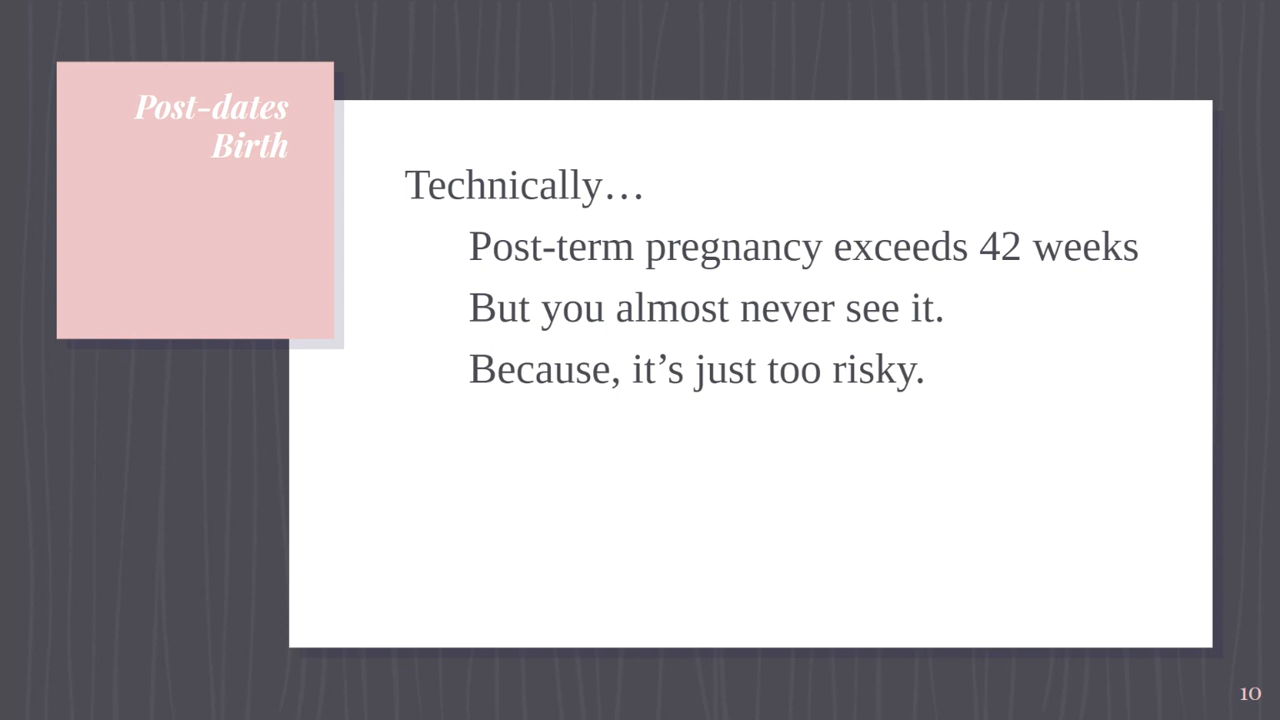 Post-dates
Birth
Technically…
Post-term pregnancy exceeds 42 weeks
But you almost never see it.
Because, it’s just too risky.
10